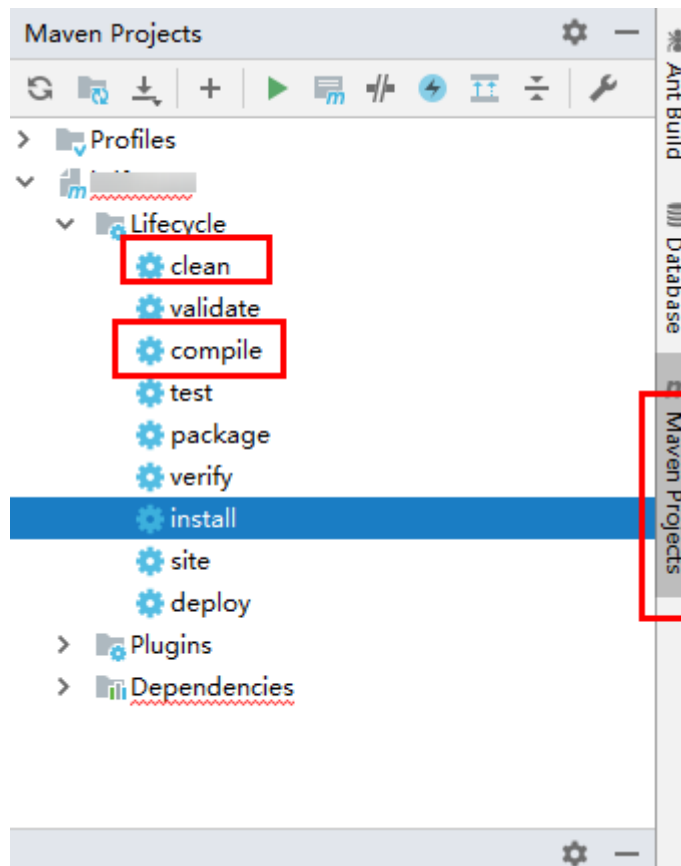 Maven Projects
Profiles
Lifecycle
clean
validate
compile
test
package
verify
install
site
deploy
Plugins
Dependencies
Ant Build
Database
Maven Projects